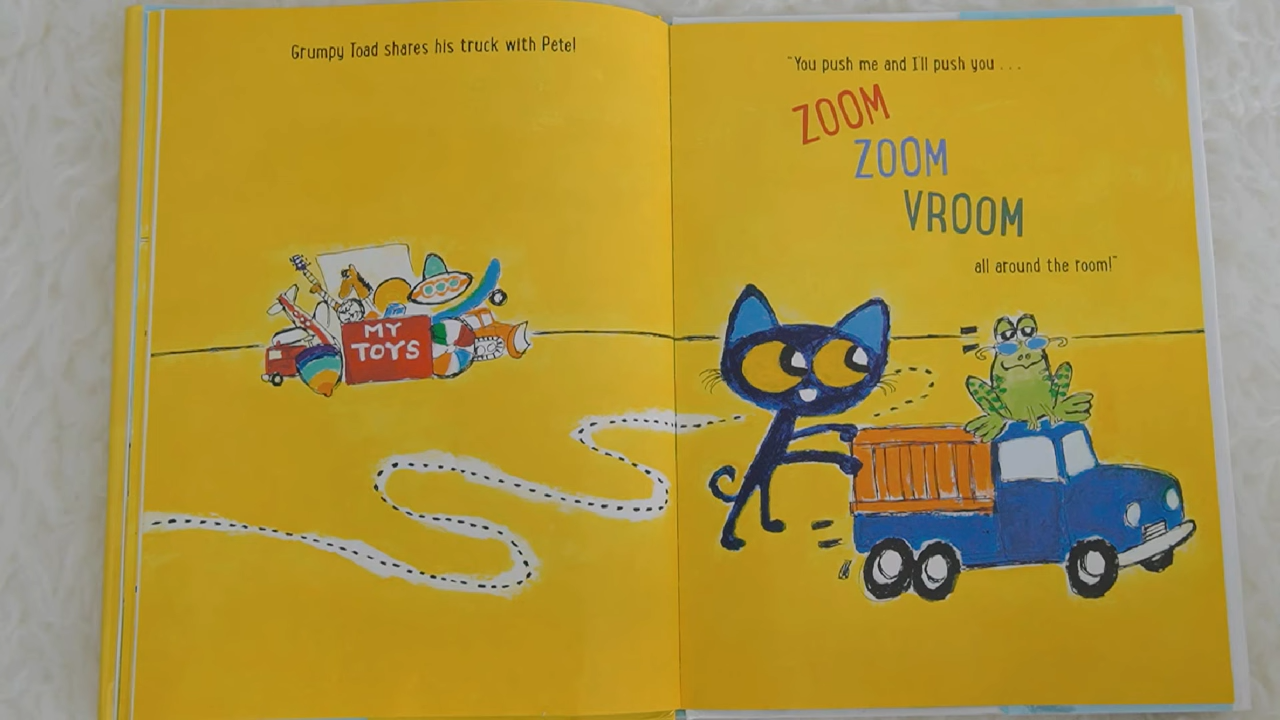 Grumpy Toad shares his truck with Pete!
MY
TOYS
"You push me and I'll push you . . .
ZOOM
ZOOM
VROOM
all around the room!"